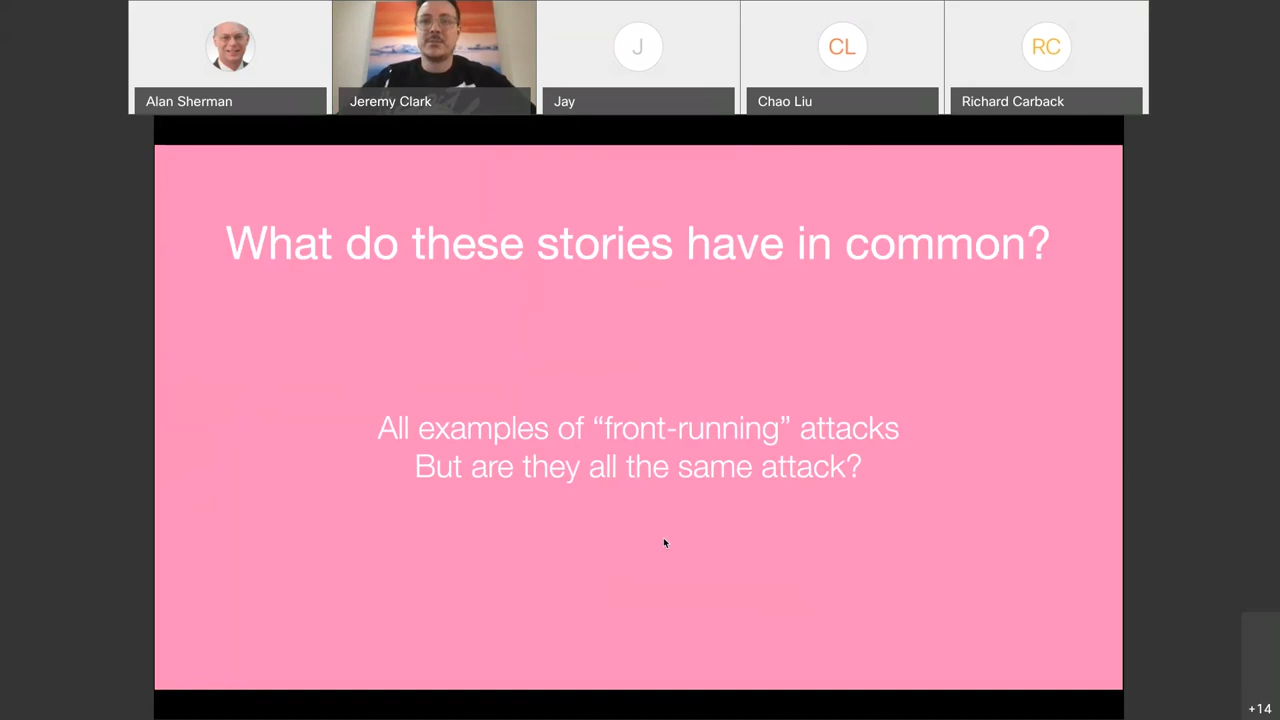 J
CL
RC
Alan Sherman
Jeremy Clark
Jay
Chao Liu
Richard Carback
What do these stories have in common?
All examples of “front-running” attacks
But are they all the same attack?
+14